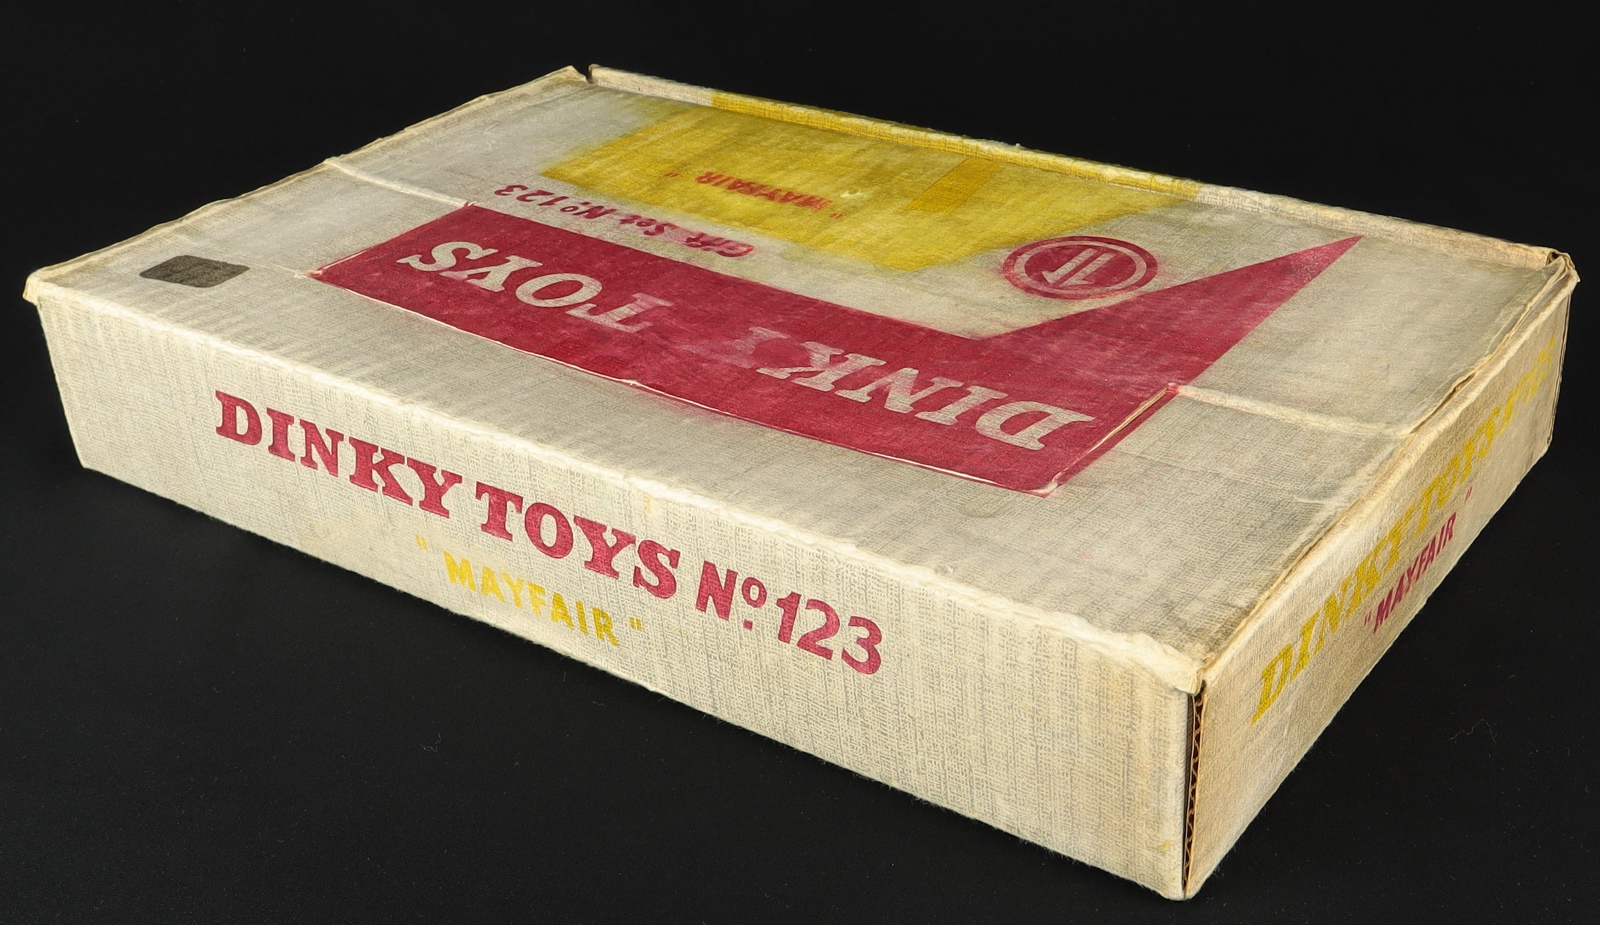 "MAYFAIR"
Gift Set No 123
DINKY TOYS
DINKY TOYS No. 123
"MAYFAIR"
DINKY TOYS
"MAYFAIR"